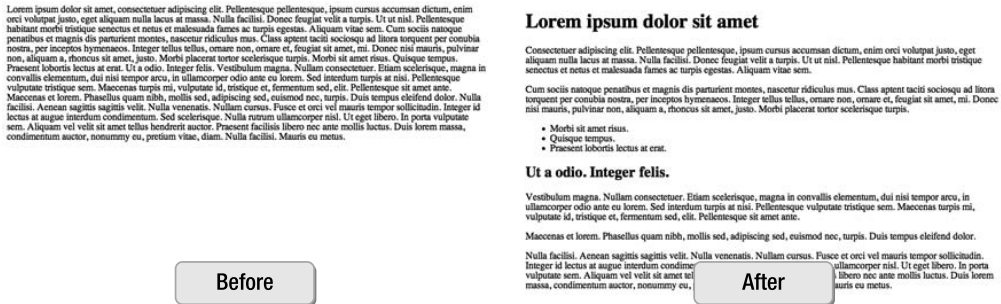 Lorem ipsum dolor sit amet, consectetuer adipiscing elit. Pellentesque pellentesque, ipsum cursus accumsan dictum, enim
orci volutpat justo, eget aliquam nulla lacus at massa. Nulla facilisi. Donec feugiat velit a turpis. Ut ut nisl. Pellentesque
habitant morbi tristique senectus et netus et malesuada fames ac turpis egestas. Aliquam vitae sem. Cum sociis natoque
penatibus et magnis dis parturient montes, nascetur ridiculus mus. Class aptent taciti sociosqu ad litora torquent per conubia
nostra, per inceptos hymenaeos. Integer tellus tellus, ornare non, ornare et, feugiat sit amet, mi. Donec nisi mauris, pulvinar
non, aliquam a, rhoncus sit amet, justo. Morbi placerat tortor scelerisque turpis. Morbi sit amet risus. Quisque tempus.
Praesent lobortis lectus at erat. Ut a odio. Integer felis. Vestibulum magna. Nullam consectetuer. Etiam scelerisque, magna in
convallis elementum, dui nisi tempor arcu, in ullamcorper odio ante eu lorem. Sed interdum turpis at nisi. Pellentesque
vulputate tristique sem. Maecenas turpis mi, vulputate id, tristique et, fermentum sed, elit. Pellentesque sit amet ante.
Maecenas et lorem. Phasellus quam nibh, mollis sed, adipiscing sed, euismod nec, turpis. Duis tempus eleifend dolor. Nulla
facilisi. Aenean sagittis sagittis velit. Nulla venenatis. Nullam cursus. Fusce et orci vel mauris tempor sollicitudin. Integer id
lectus at augue interdum condimentum. Sed scelerisque. Nulla rutrum ullamcorper nisl. Ut eget libero. In porta vulputate
sem. Aliquam vel velit sit amet tellus hendrerit auctor. Praesent facilisis libero nec ante mollis luctus. Duis lorem massa,
condimentum auctor, nonummy eu, pretium vitae, diam. Nulla facilisi. Mauris eu metus.
Before
Lorem ipsum dolor sit amet
Consectetuer adipiscing elit. Pellentesque pellentesque, ipsum cursus accumsan dictum, enim orci volutpat justo, eget
aliquam nulla lacus at massa. Nulla facilisi. Donec feugiat velit a turpis. Ut ut nisl. Pellentesque habitant morbi tristique
senectus et netus et malesuada fames ac turpis egestas. Aliquam vitae sem.
Cum sociis natoque penatibus et magnis dis parturient montes, nascetur ridiculus mus. Class aptent taciti sociosqu ad litora
torquent per conubia nostra, per inceptos hymenaeos. Integer tellus tellus, ornare non, ornare et, feugiat sit amet, mi. Donec
nisi mauris, pulvinar non, aliquam a, rhoncus sit amet, justo. Morbi placerat tortor scelerisque turpis.
• Morbi sit amet risus.
• Quisque tempus.
• Praesent lobortis lectus at erat.
Ut a odio. Integer felis.
Vestibulum magna. Nullam consectetuer. Etiam scelerisque, magna in convallis elementum, dui nisi tempor arcu, in
ullamcorper odio ante eu lorem. Sed interdum turpis at nisi. Pellentesque vulputate tristique sem. Maecenas turpis mi,
vulputate id, tristique et, fermentum sed, elit. Pellentesque sit amet ante.
Maecenas et lorem. Phasellus quam nibh, mollis sed, adipiscing sed, euismod nec, turpis. Duis tempus eleifend dolor.
Nulla facilisi. Aenean sagittis sagittis velit. Nulla venenatis. Nullam cursus. Fusce et orci vel mauris tempor sollicitudin.
Integer id lectus at augue interdum condime ullamcorper nisl. Ut eget libero. In porta
vulputate sem. Aliquam vel velit sit amet tel libero nec ante mollis luctus. Duis lorem
massa, condimentum auctor, nonummy eu, auris eu metus.
After